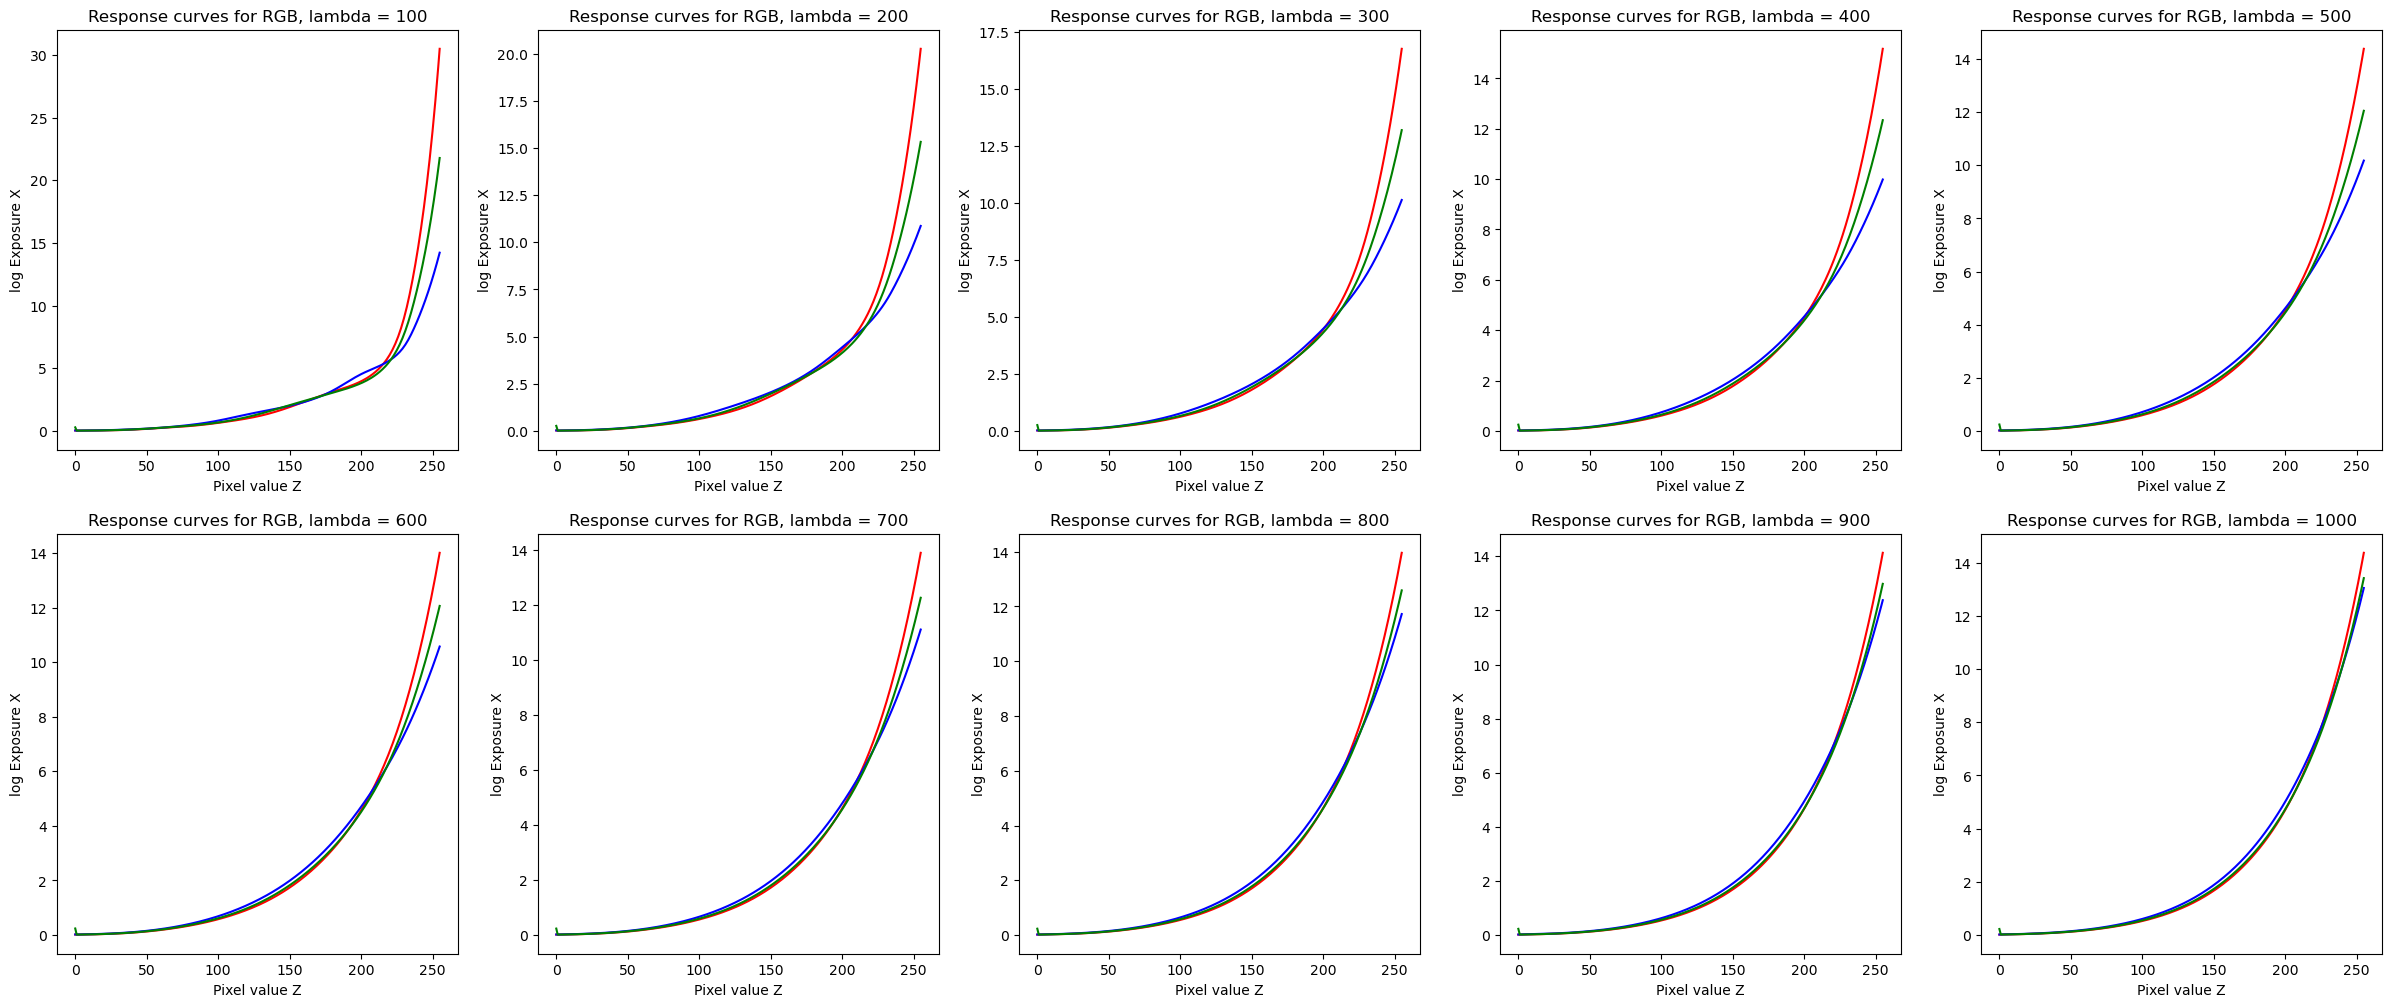 Response curves for RGB, lambda = 100
30
25
20
15
10
5
0
log Exposure X
0 50 100 150 200 250
Pixel value Z
Response curves for RGB, lambda = 200
20.0
17.5
15.0
12.5
10.0
7.5
5.0
2.5
0.0
log Exposure X
0 50 100 150 200 250
Pixel value Z
Response curves for RGB, lambda = 300
17.5
15.0
12.5
10.0
7.5
5.0
2.5
0.0
log Exposure X
0 50 100 150 200 250
Pixel value Z
Response curves for RGB, lambda = 400
14
12
10
8
6
4
2
0
log Exposure X
0 50 100 150 200 250
Pixel value Z
Response curves for RGB, lambda = 500
14
12
10
8
6
4
2
0
log Exposure X
0 50 100 150 200 250
Pixel value Z
Response curves for RGB, lambda = 600
14
12
10
8
6
4
2
0
log Exposure X
0 50 100 150 200 250
Pixel value Z
Response curves for RGB, lambda = 700
14
12
10
8
6
4
2
0
log Exposure X
0 50 100 150 200 250
Pixel value Z
Response curves for RGB, lambda = 800
14
12
10
8
6
4
2
0
log Exposure X
0 50 100 150 200 250
Pixel value Z
Response curves for RGB, lambda = 900
14
12
10
8
6
4
2
0
log Exposure X
0 50 100 150 200 250
Pixel value Z
Response curves for RGB, lambda = 1000
14
12
10
8
6
4
2
0
log Exposure X
0 50 100 150 200 250
Pixel value Z